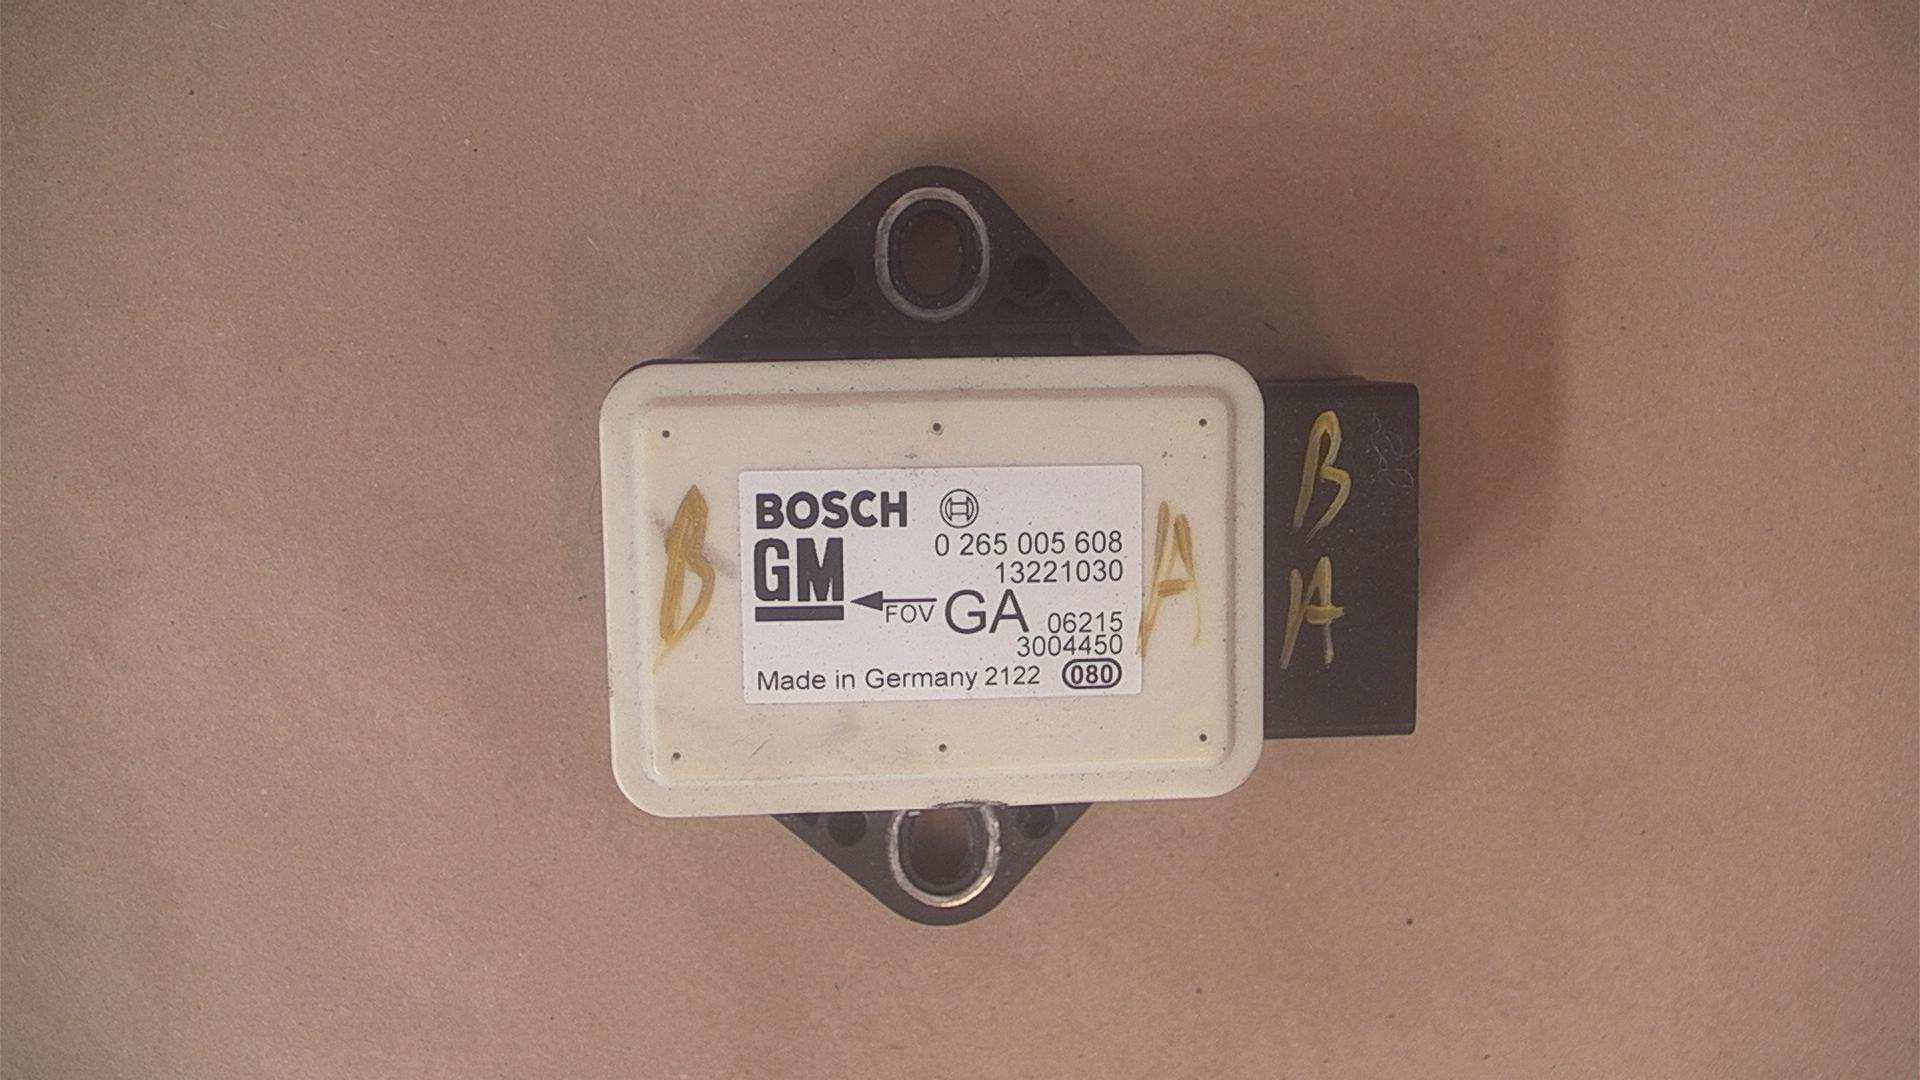 BOSCH
0 265 005 608
GM
13221030
FOV GA 06215
3004450
Made in Germany 2122 080
B
A
B
A